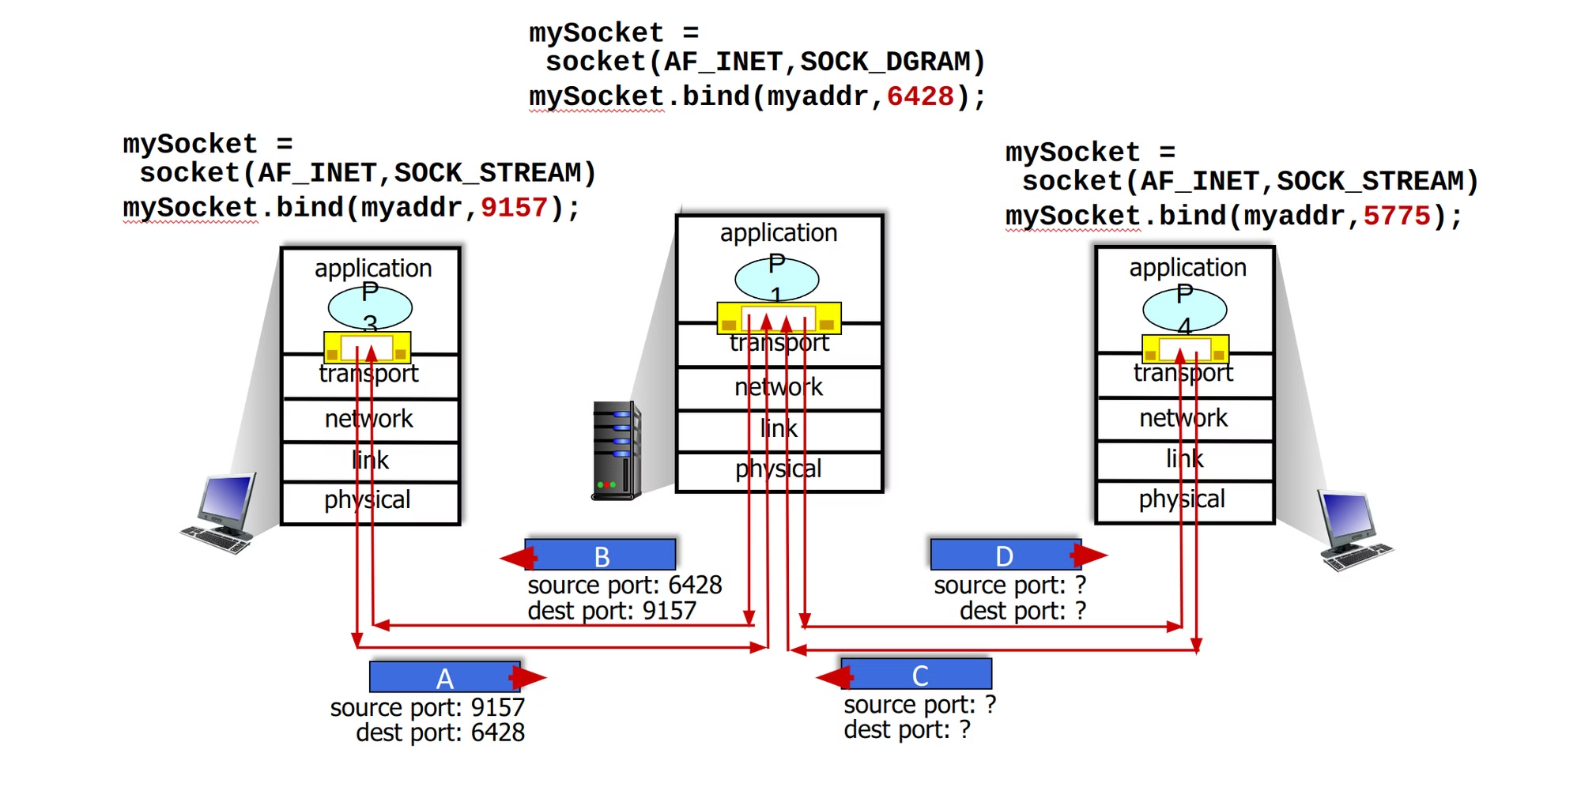 mySocket =
socket(AF_INET,SOCK_DGRAM)
mySocket.bind(myaddr,6428);
mySocket =
socket(AF_INET,SOCK_STREAM)
mySocket.bind(myaddr,9157);
mySocket =
socket(AF_INET,SOCK_STREAM)
mySocket.bind(myaddr,5775);
application
P
3
transport
network
link
physical
application
P
1
transport
network
link
physical
application
P
4
transport
network
link
physical
B
source port: 6428
dest port: 9157
D
source port: ?
dest port: ?
A
source port: 9157
dest port: 6428
C
source port: ?
dest port: ?